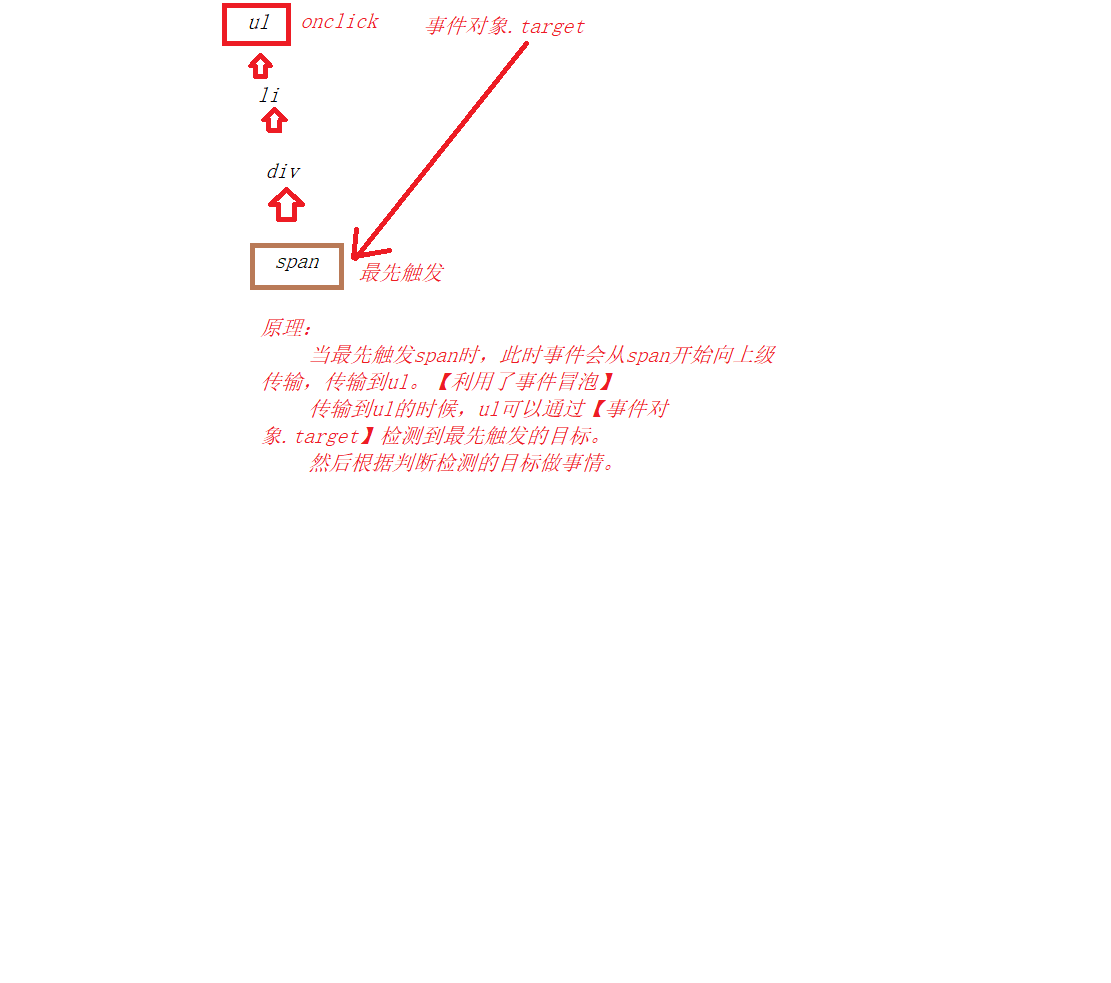 ul onclick 事件对象.target
li
div
span
最先触发
原理:
当最先触发span时，此时事件会从span开始向上级
传输，传输到ul。【利用了事件冒泡】
传输到ul的时候，ul可以通过【事件对
象.target】检测到最先触发的目标。
然后根据判断检测的目标做事情。